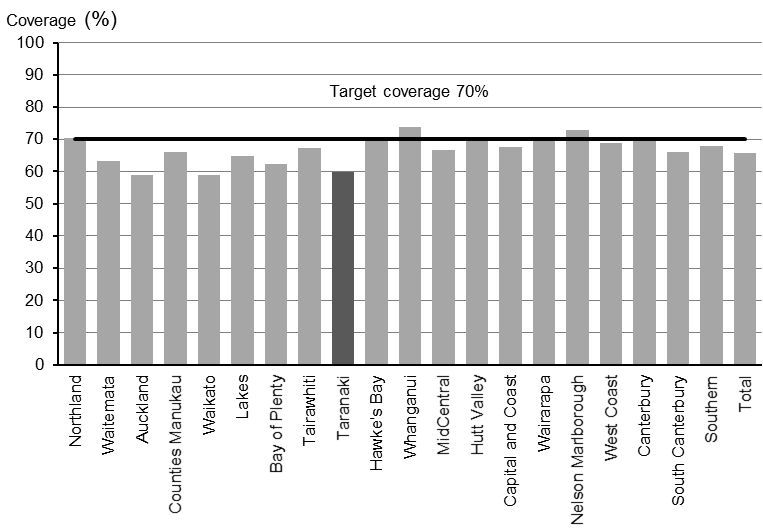 Coverage (%)
100
90
80
70
60
50
40
30
20
10
0
Target coverage 70%
Northland
Waitemata
Auckland
Counties Manukau
Waikato
Lakes
Bay of Plenty
Tairawhiti
Taranaki
Hawke's Bay
Whanganui
MidCentral
Hutt Valley
Capital and Coast
Wairarapa
Nelson Marlborough
West Coast
Canterbury
South Canterbury
Southern
Total